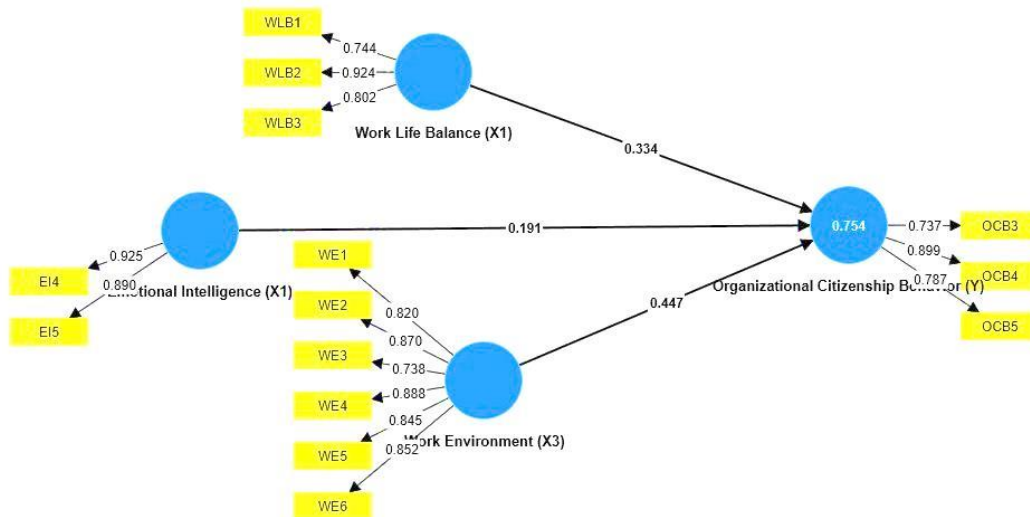 WLB1
0.744
WLB2
0.924
0.802
WLB3
Work Life Balance (X1)
0.334
0.754
0.737
OCB3
0.899
OCB4
0.787
OCB5
Organizational Citizenship Behavior (Y)
0.191
0.925
EI4
0.890
EI5
Emotional Intelligence (X1)
WE1
0.820
WE2
0.870
WE3
0.738
0.888
WE4
0.845
WE5
0.852
WE6
Work Environment (X3)
0.447